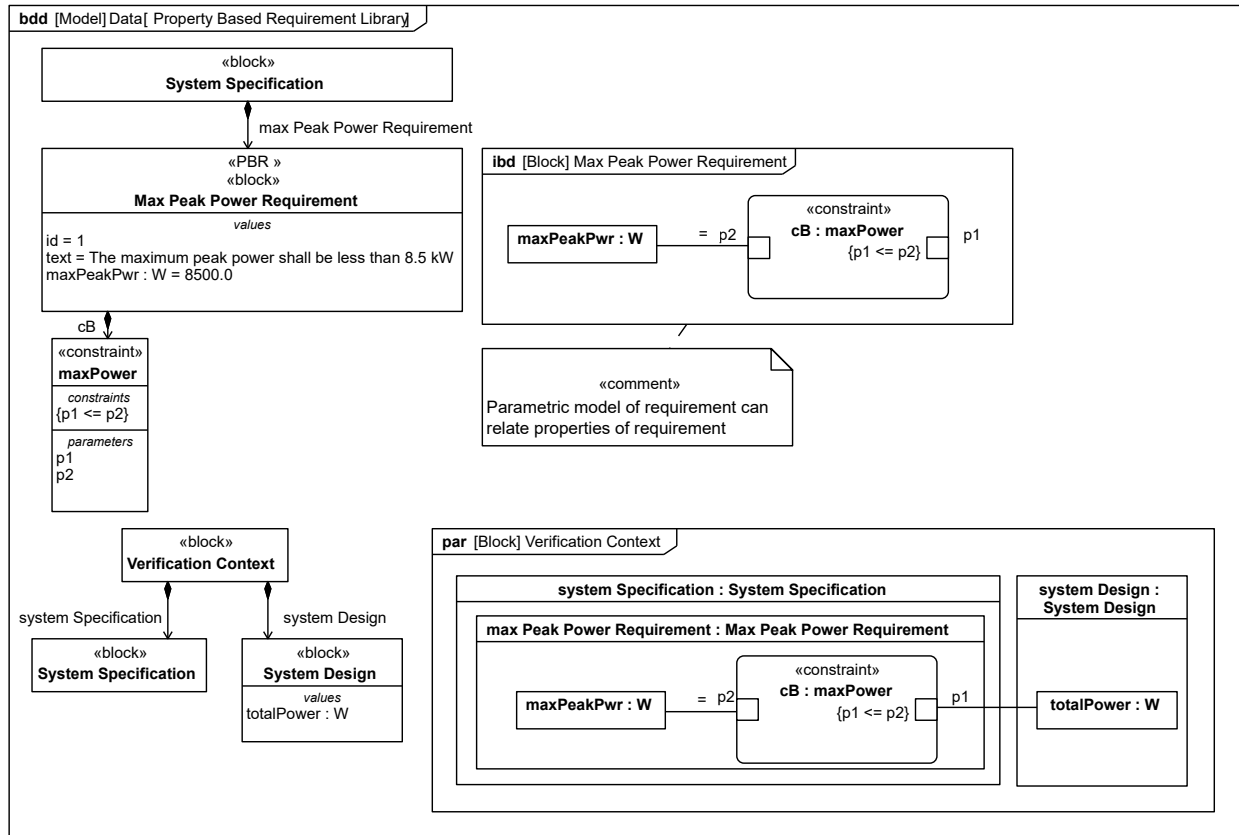 bdd [Model] Data[ Property Based Requirement Library]
«block»
System Specification
max Peak Power Requirement
«PBR »
«block»
Max Peak Power Requirement
values
id = 1
text = The maximum peak power shall be less than 8.5 kW
maxPeakPwr : W = 8500.0
cB
«constraint»
maxPower
constraints
{p1 <= p2}
parameters
p1
p2
ibd [Block] Max Peak Power Requirement
maxPeakPwr : W
= p2
«constraint»
cB : maxPower
{p1 <= p2}
p1
«comment»
Parametric model of requirement can
relate properties of requirement
«block»
Verification Context
system Specification
system Design
«block»
System Specification
«block»
System Design
values
totalPower : W
par [Block] Verification Context
system Specification : System Specification
max Peak Power Requirement : Max Peak Power Requirement
maxPeakPwr : W
= p2
«constraint»
cB : maxPower
{p1 <= p2}
p1
system Design :
System Design
totalPower : W